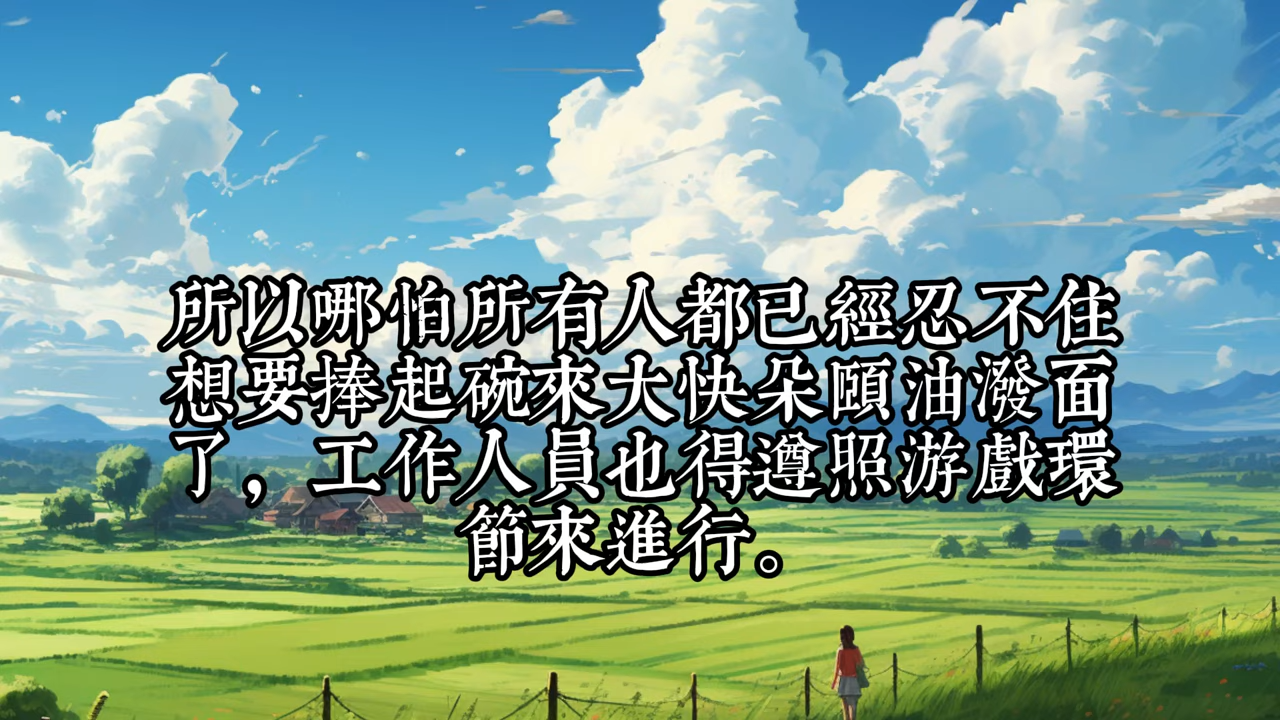 所以哪怕所有人都已經忍不住
想要捧起碗來大快朵頤油潑面
了，工作人員也得遵照游戲環
節來進行。